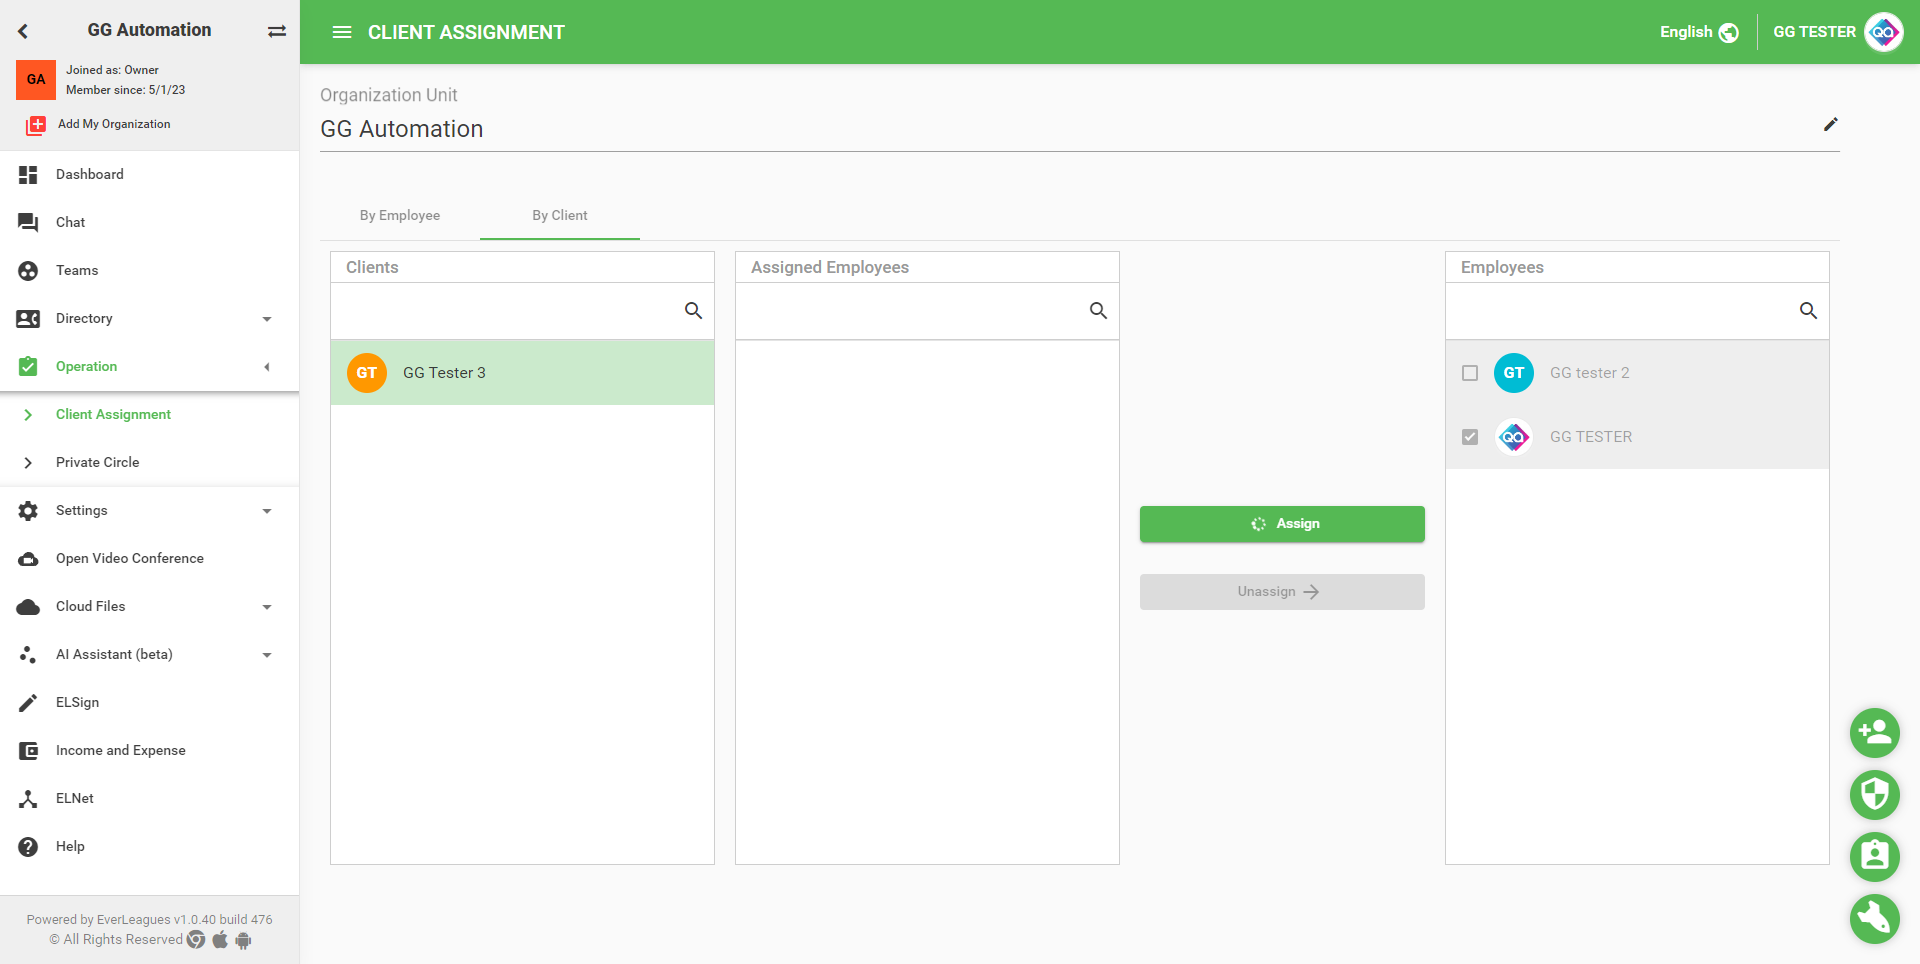 GG Automation
GA
Joined as: Owner
Member since: 5/1/23
Add My Organization
Dashboard
Chat
Teams
Directory
Operation
Client Assignment
Private Circle
Settings
Open Video Conference
Cloud Files
AI Assistant (beta)
ELSign
Income and Expense
ELNet
Help
Powered by EverLeagues v1.0.40 build 476
© All Rights Reserved
CLIENT ASSIGNMENT
English
GG TESTER
QA
Organization Unit
GG Automation
By Employee
By Client
Clients
GT
GG Tester 3
Assigned Employees
Assign
Unassign
Employees
GT
GG tester 2
QA
GG TESTER